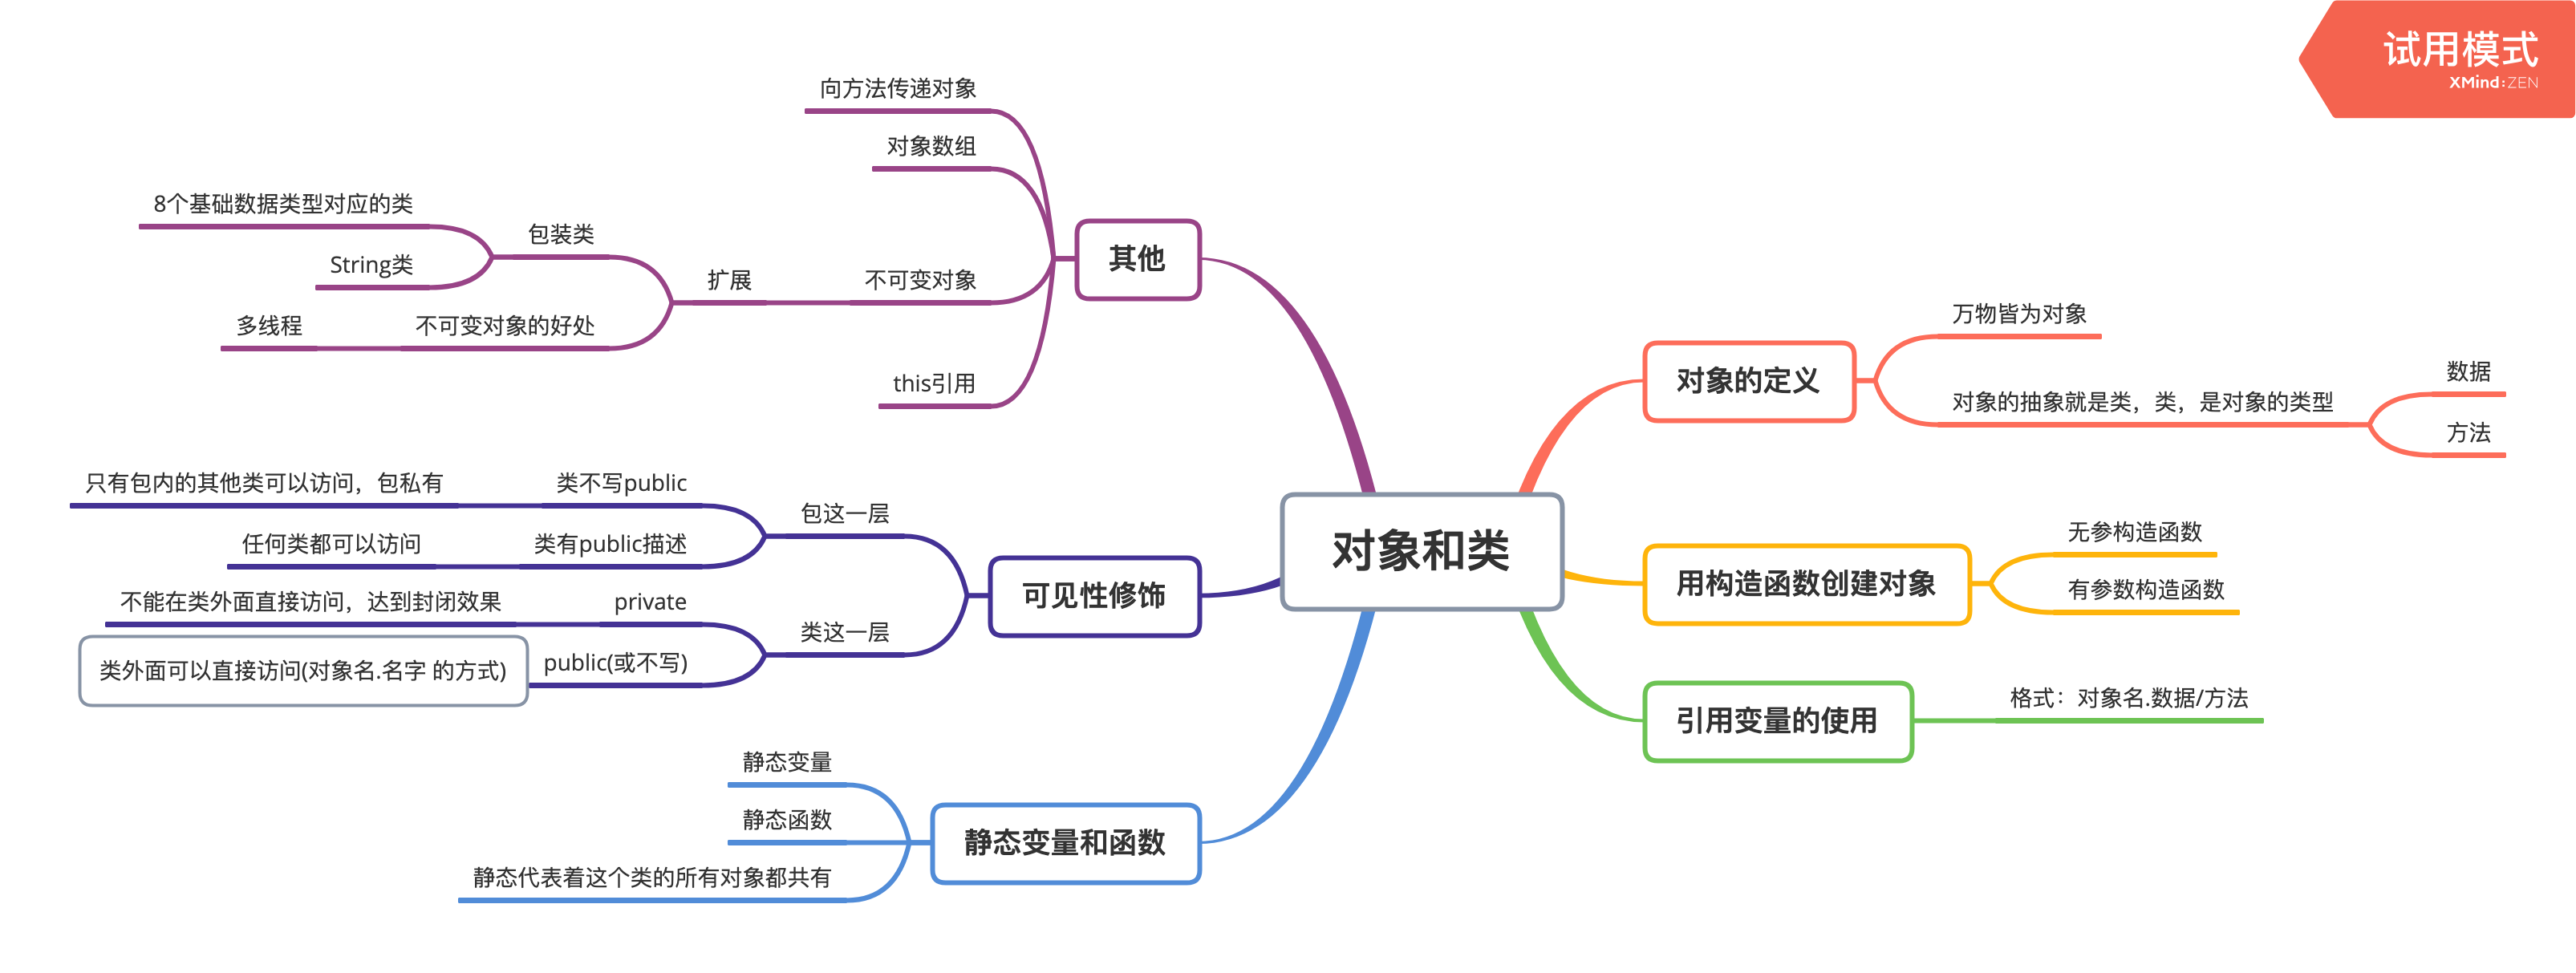 试用模式
XMind:ZEN
对象和类
对象的定义
万物皆为对象
对象的抽象就是类，类，是对象的类型
数据
方法
用构造函数创建对象
无参构造函数
有参数构造函数
引用变量的使用
格式：对象名.数据/方法
静态变量和函数
静态变量
静态函数
静态代表着这个类的所有对象都共有
可见性修饰
包这一层
类不写public
只有包内的其他类可以访问，包私有
类有public描述
任何类都可以访问
类这一层
private
不能在类外面直接访问，达到封闭效果
public(或不写)
类外面可以直接访问(对象名.名字 的方式)
其他
向方法传递对象
对象数组
不可变对象
扩展
包装类
8个基础数据类型对应的类
String类
不可变对象的好处
多线程
this引用